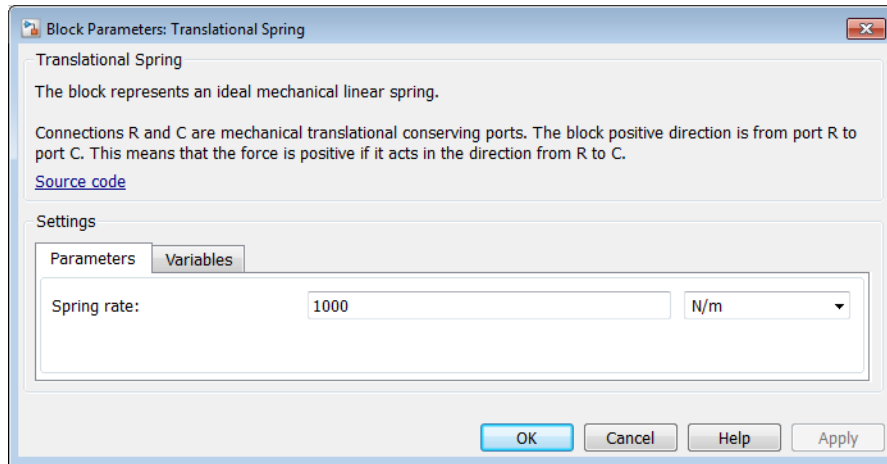 Block Parameters: Translational Spring
Translational Spring
The block represents an ideal mechanical linear spring.
Connections R and C are mechanical translational conserving ports. The block positive direction is from port R to
port C. This means that the force is positive if it acts in the direction from R to C.
Source code
Settings
Parameters Variables
Spring rate: 1000 N/m
OK Cancel Help Apply